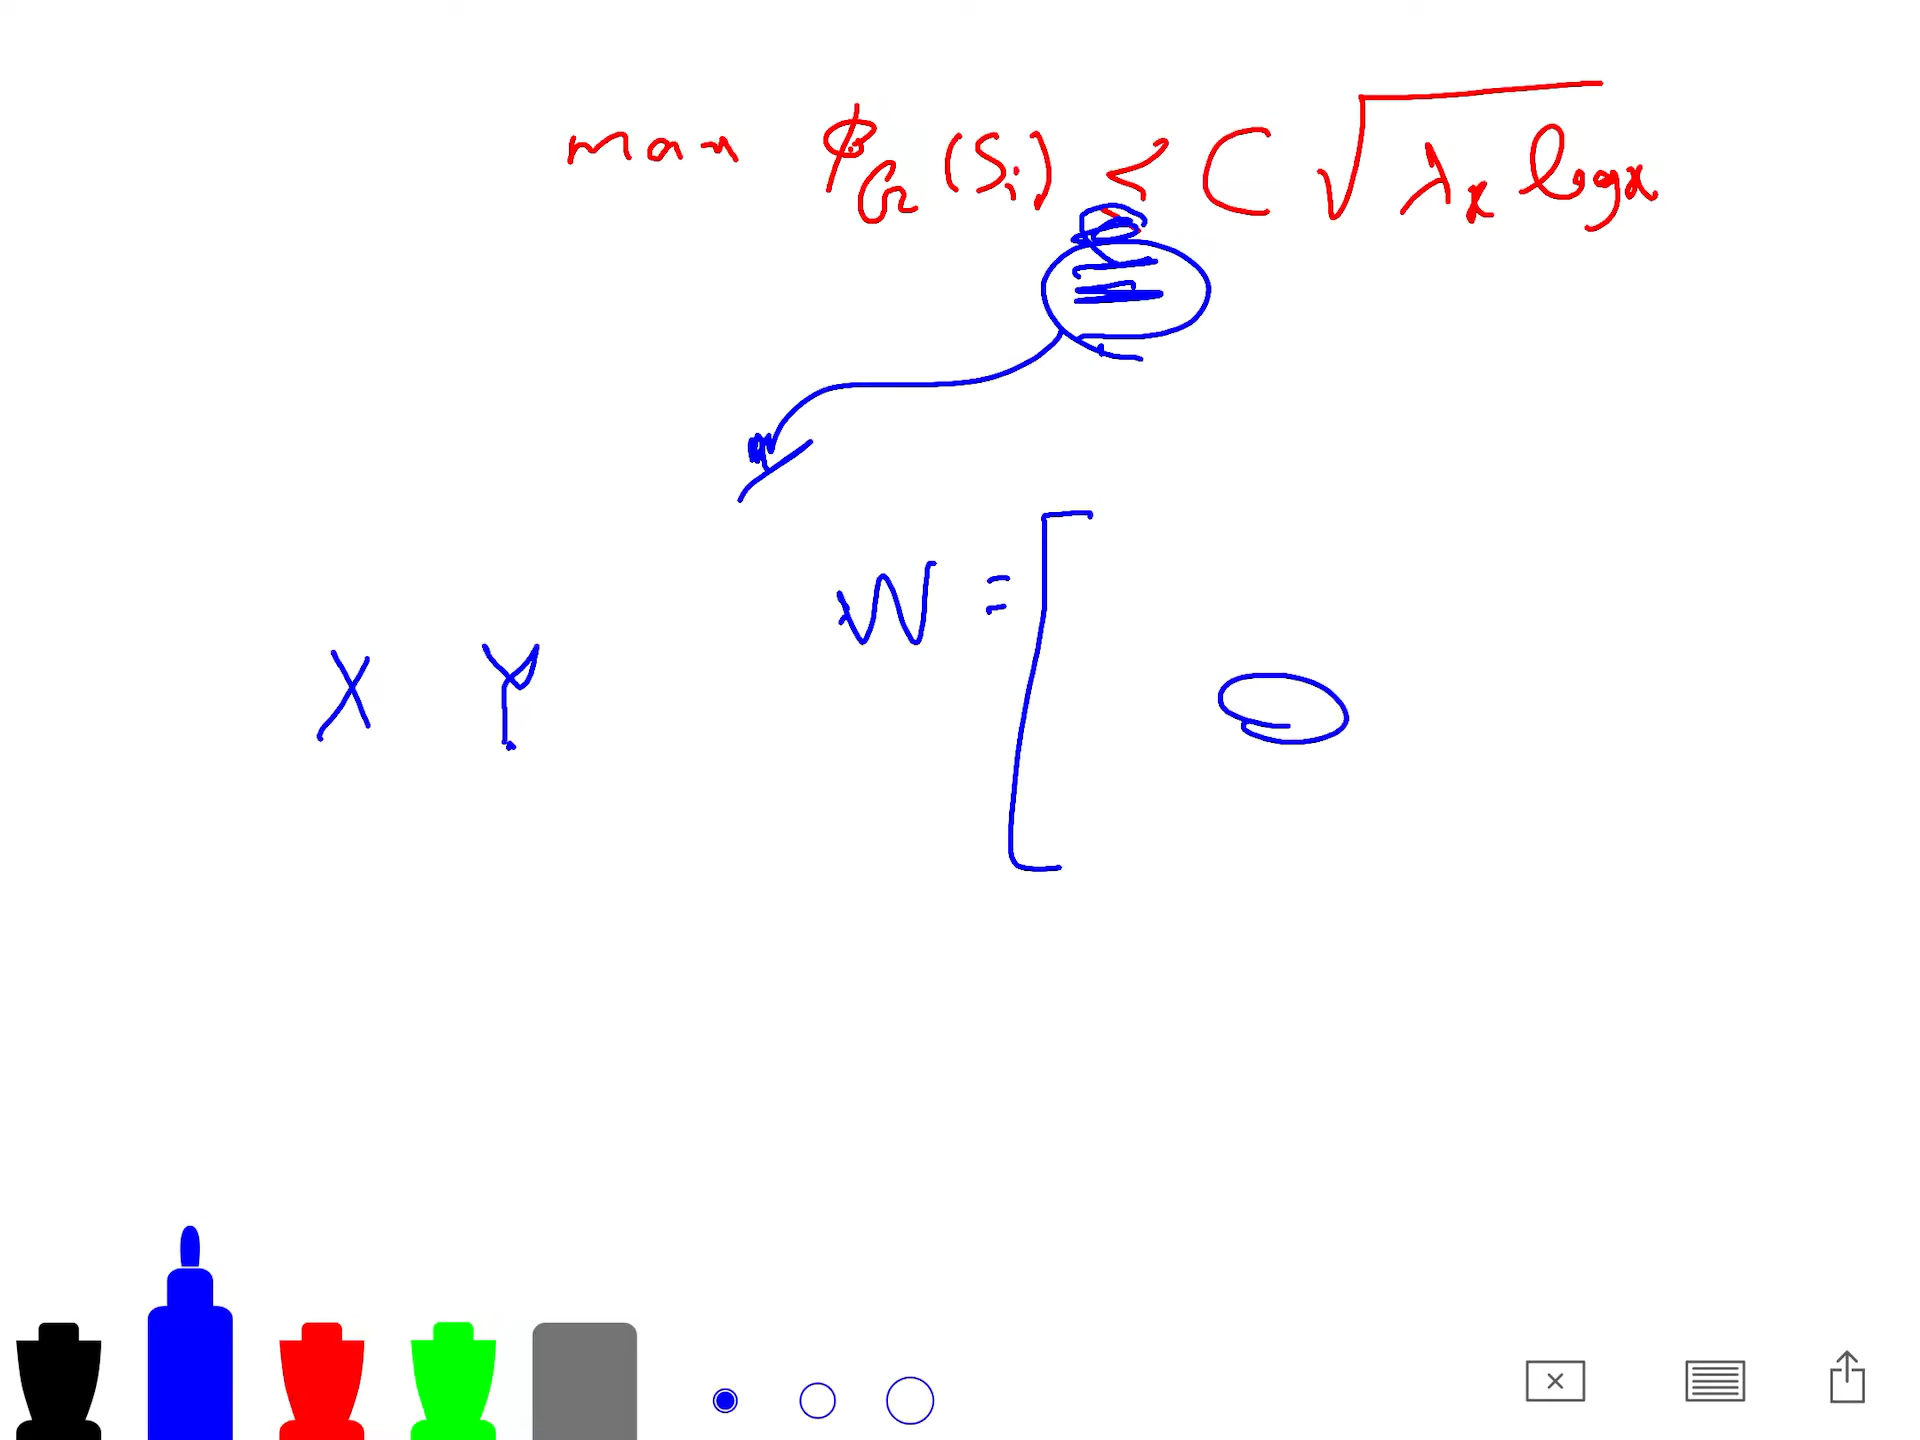 max ϕ_G (S_i) < C √(λ_x log x)
W = [
X Y